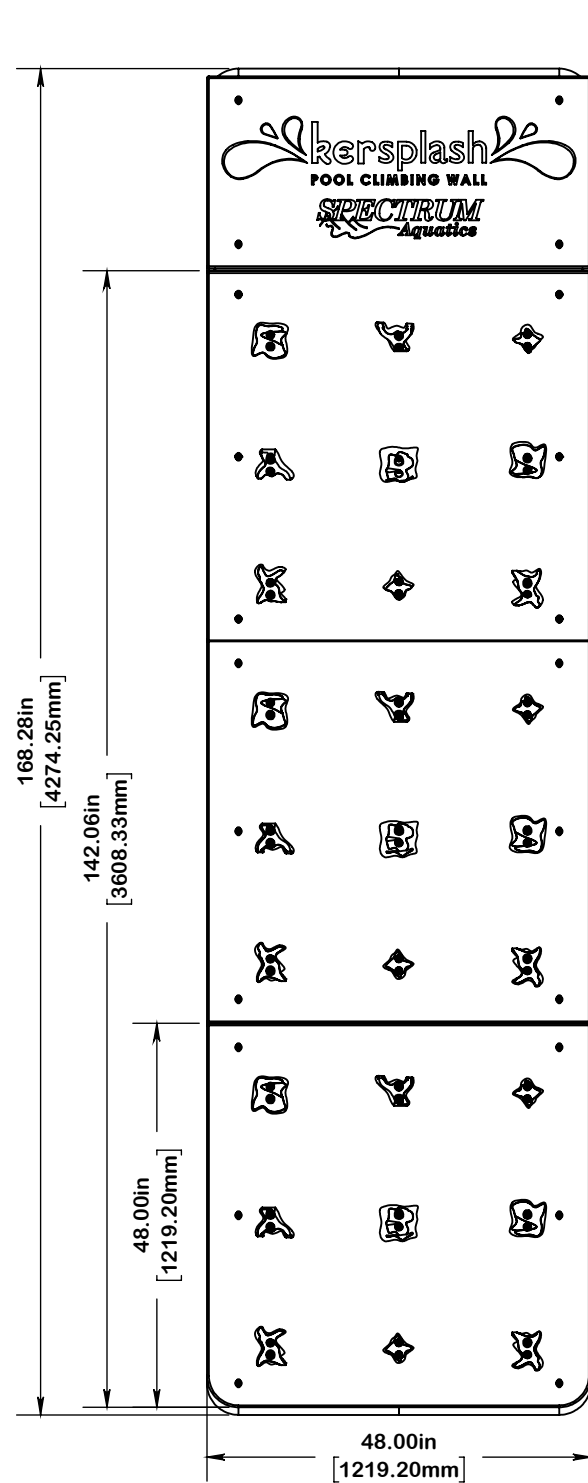 kersplash
POOL CLIMBING WALL
SPECTRUM
Aquatics
168.28in
[4274.25mm]
142.06in
[3608.33mm]
48.00in
[1219.20mm]
48.00in
[1219.20mm]